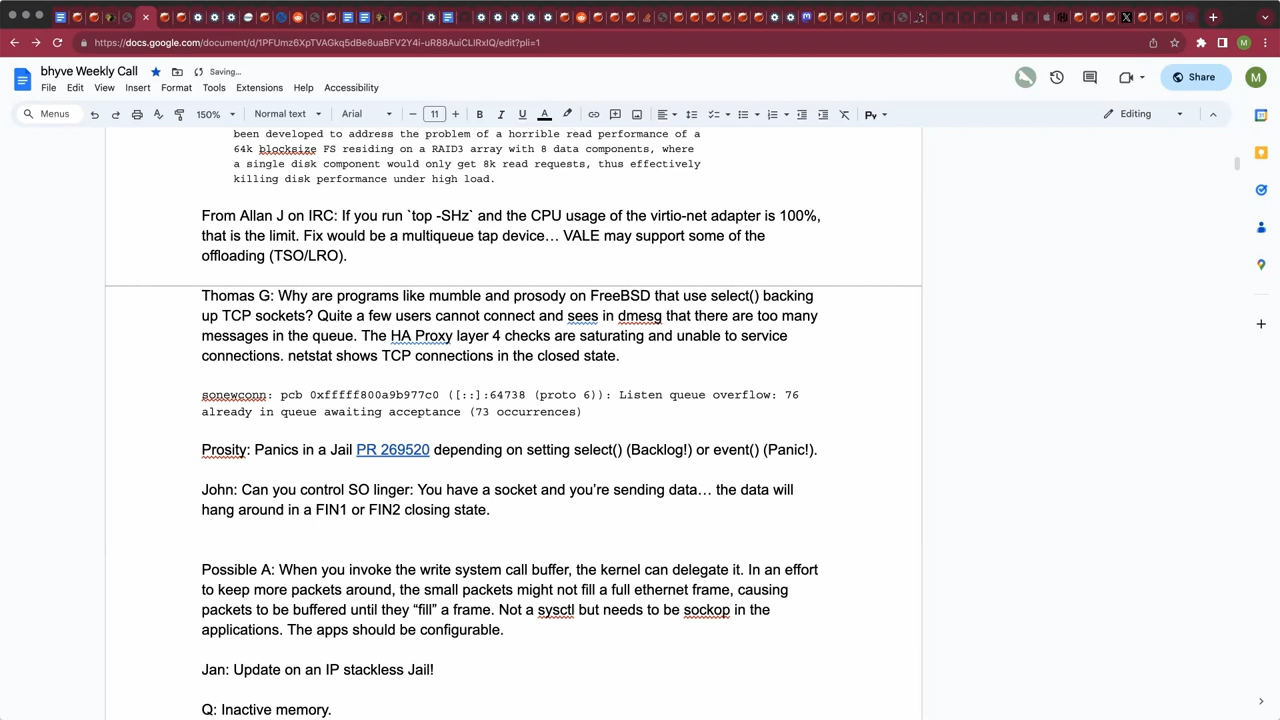 https://docs.google.com/document/d/1PFUmz6XpTVAGkq5dBe8uaBFV2Y4i-uR88AuiCLIRxIQ/edit?pli=1
M
bhyve Weekly Call
Saving...
File Edit View Insert Format Tools Extensions Help Accessibility
Share
M
Menus
150%
Normal text
Arial
11
B I U A
Editing
been developed to address the problem of a horrible read performance of a
64k blocksize FS residing on a RAID3 array with 8 data components, where
a single disk component would only get 8k read requests, thus effectively
killing disk performance under high load.
From Allan J on IRC: If you run `top -SHz` and the CPU usage of the virtio-net adapter is 100%,
that is the limit. Fix would be a multiqueue tap device… VALE may support some of the
offloading (TSO/LRO).
Thomas G: Why are programs like mumble and prosody on FreeBSD that use select() backing
up TCP sockets? Quite a few users cannot connect and sees in dmesg that there are too many
messages in the queue. The HA Proxy layer 4 checks are saturating and unable to service
connections. netstat shows TCP connections in the closed state.
sonewconn: pcb 0xfffff800a9b977c0 ([::]:64738 (proto 6)): Listen queue overflow: 76
already in queue awaiting acceptance (73 occurrences)
Prosity: Panics in a Jail PR 269520 depending on setting select() (Backlog!) or event() (Panic!).
John: Can you control SO linger: You have a socket and you’re sending data… the data will
hang around in a FIN1 or FIN2 closing state.
Possible A: When you invoke the write system call buffer, the kernel can delegate it. In an effort
to keep more packets around, the small packets might not fill a full ethernet frame, causing
packets to be buffered until they “fill” a frame. Not a sysctl but needs to be sockop in the
applications. The apps should be configurable.
Jan: Update on an IP stackless Jail!
Q: Inactive memory.